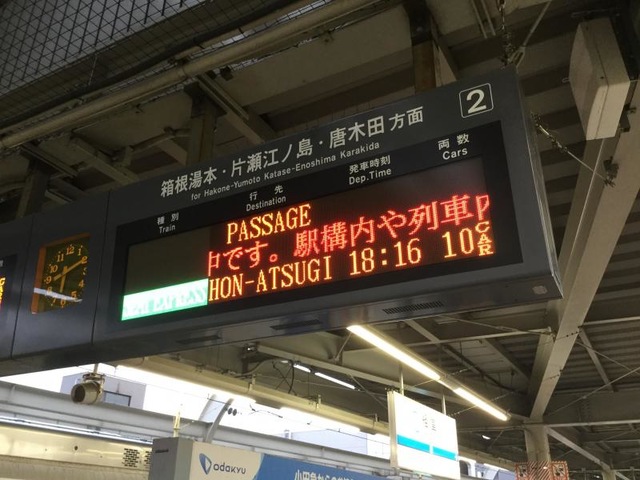 2
箱根湯本・片瀬江ノ島・唐木田方面
for Hakone-Yumoto Katase-Enoshima Karakida
種別 行先 発車時刻 両数
Train Destination Dep.Time Cars
PASSAGE
中です。駅構内や列車内
HON-ATSUGI 18:16 10CAR
ODAKYU